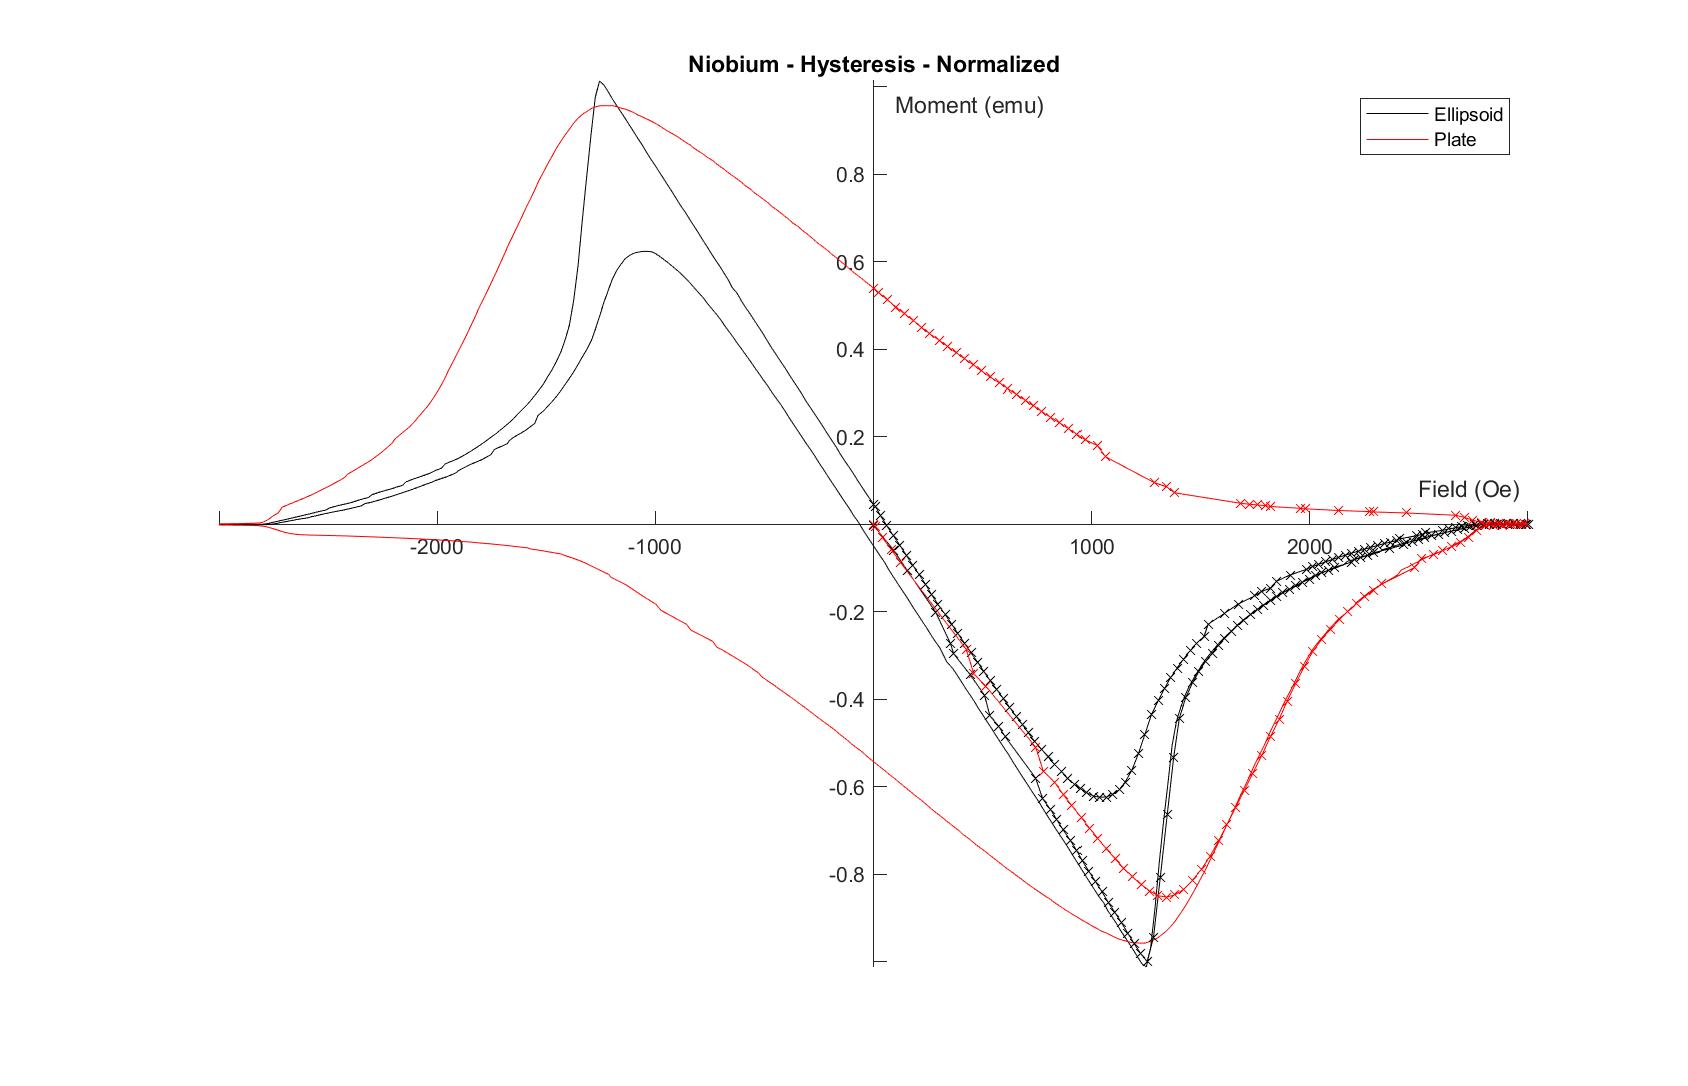 Niobium - Hysteresis - Normalized
Moment (emu)
Ellipsoid
Plate
0.8
0.6
0.4
0.2
Field (Oe)
-2000
-1000
1000
2000
-0.2
-0.4
-0.6
-0.8